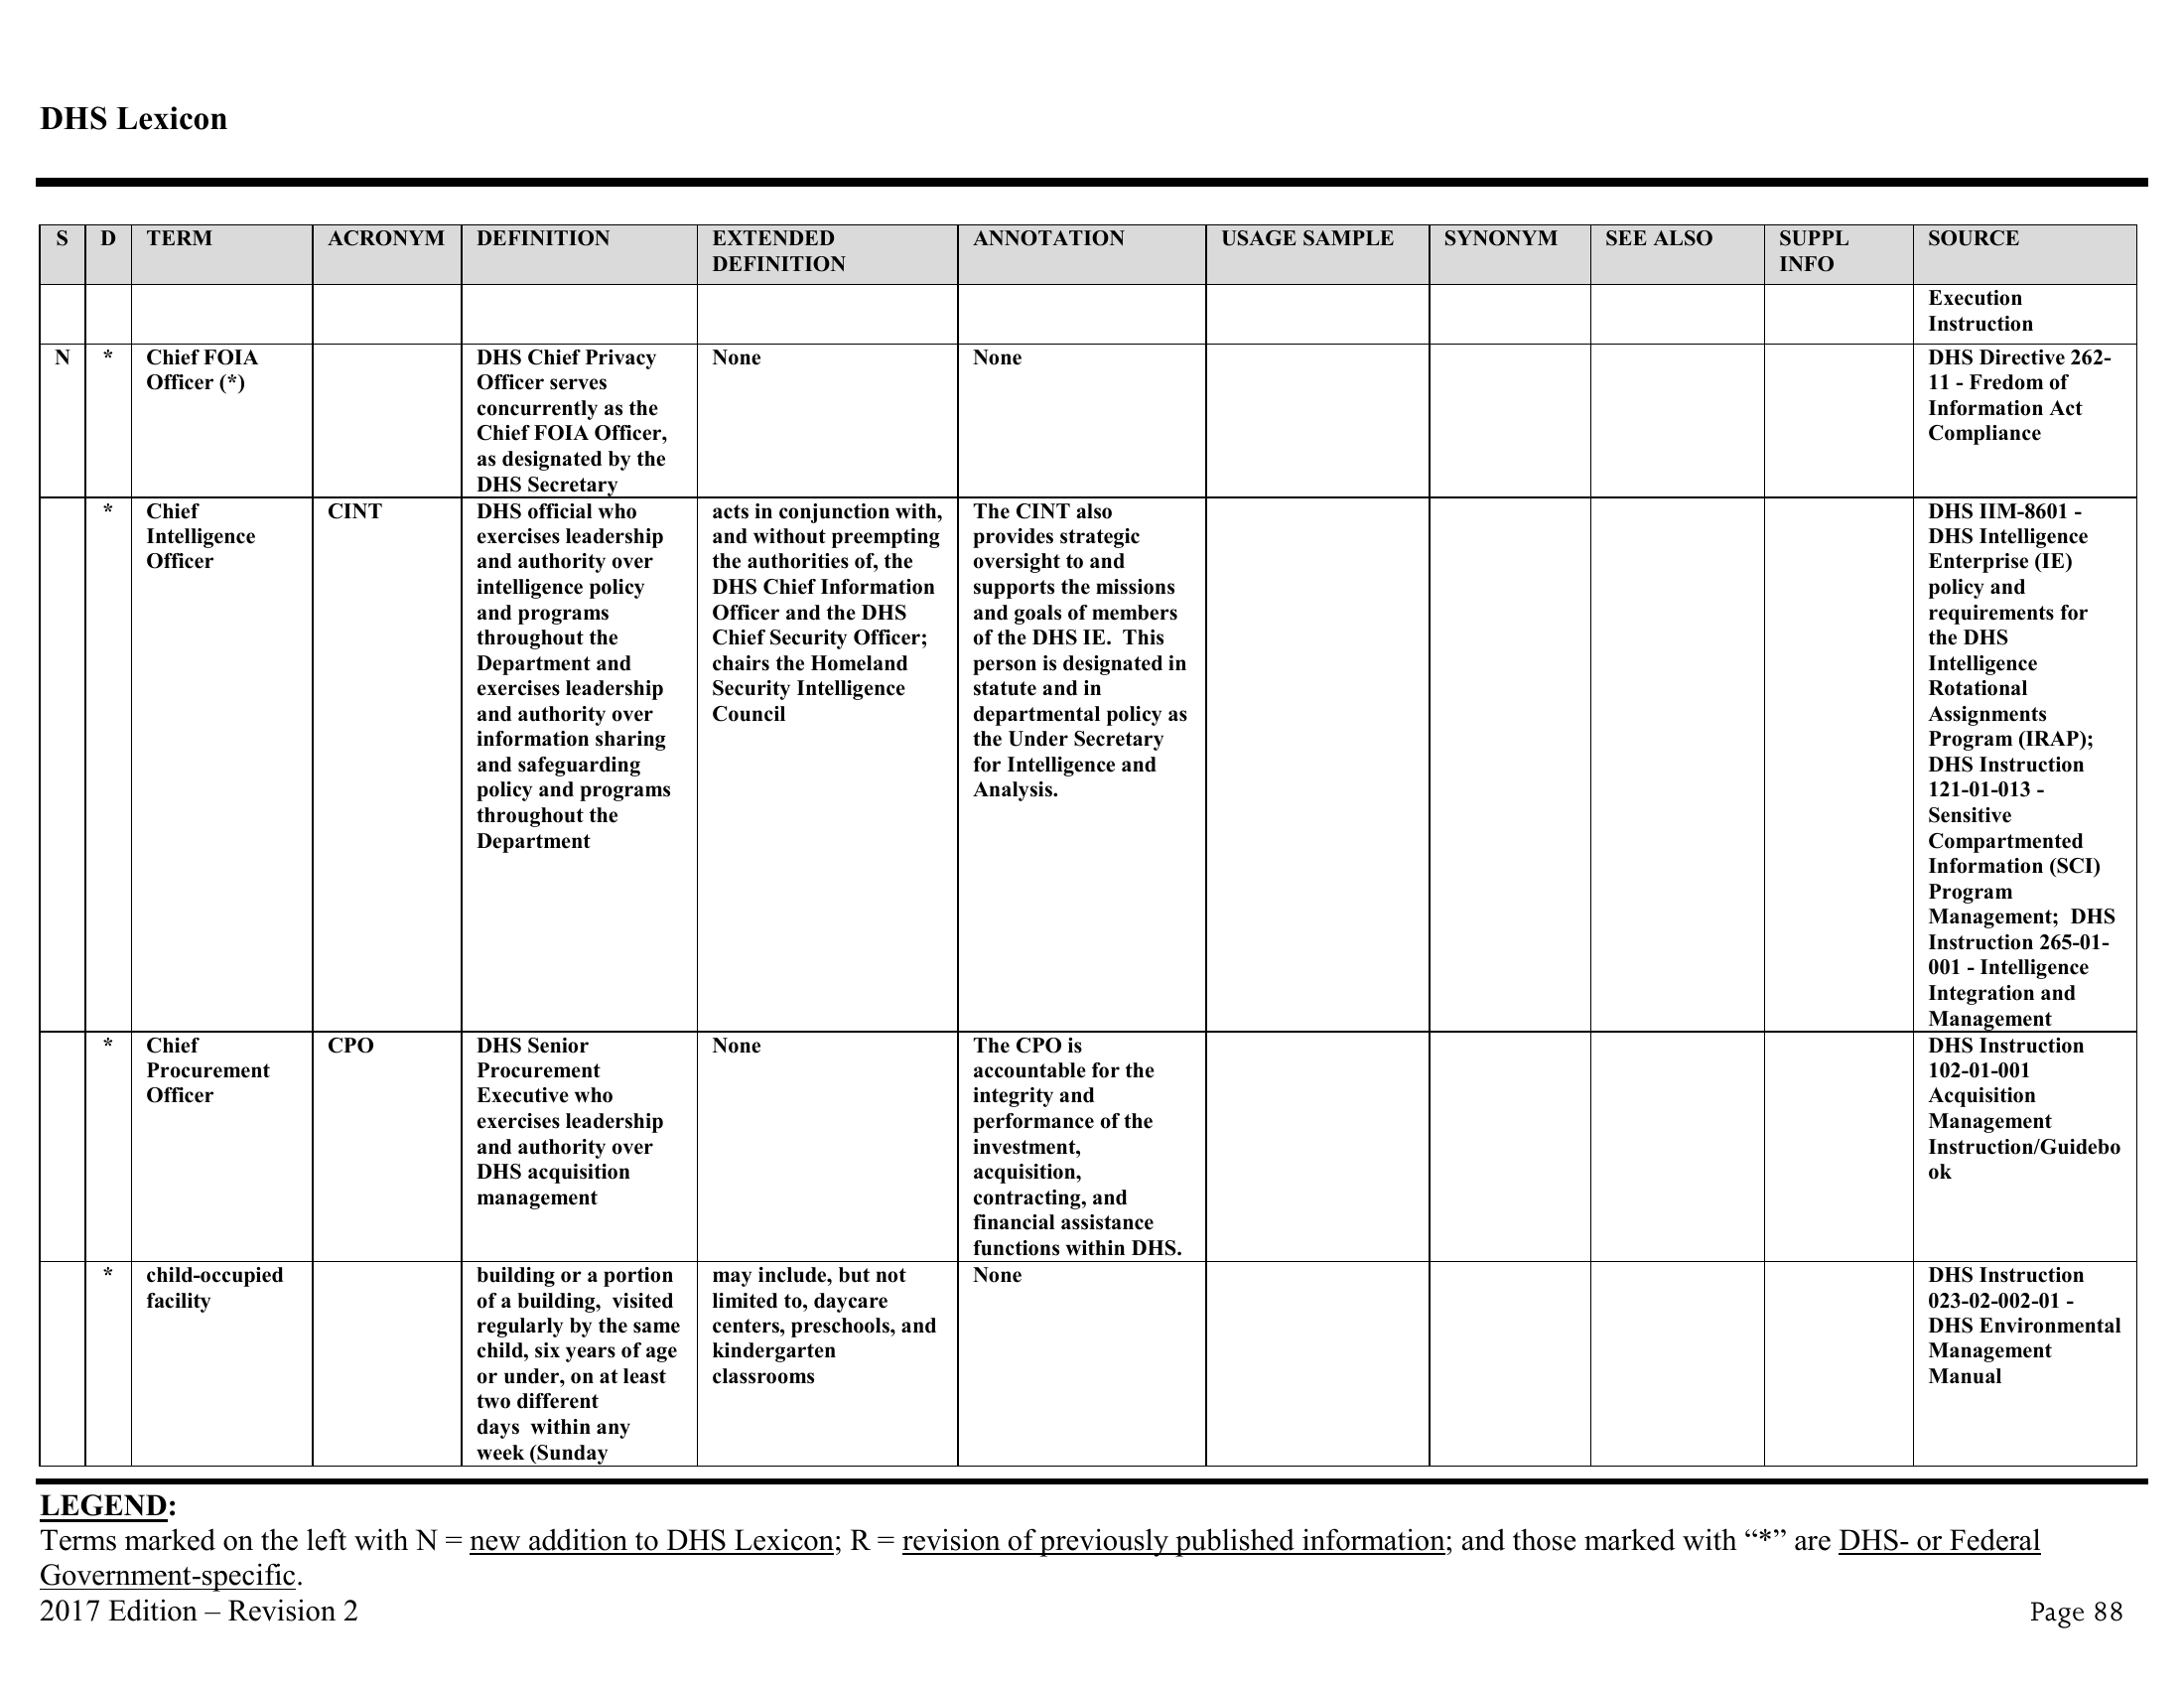 DHS Lexicon
S D TERM ACRONYM DEFINITION EXTENDED DEFINITION ANNOTATION USAGE SAMPLE SYNONYM SEE ALSO SUPPL INFO SOURCE
Execution
Instruction
N
*
Chief FOIA
Officer (*)
DHS Chief Privacy
Officer serves
concurrently as the
Chief FOIA Officer,
as designated by the
DHS Secretary
None
None
DHS Directive 262-
11 - Fredom of
Information Act
Compliance
*
Chief
Intelligence
Officer
CINT
DHS official who
exercises leadership
and authority over
intelligence policy
and programs
throughout the
Department and
exercises leadership
and authority over
information sharing
and safeguarding
policy and programs
throughout the
Department
acts in conjunction with,
and without preempting
the authorities of, the
DHS Chief Information
Officer and the DHS
Chief Security Officer;
chairs the Homeland
Security Intelligence
Council
The CINT also
provides strategic
oversight to and
supports the missions
and goals of members
of the DHS IE.  This
person is designated in
statute and in
departmental policy as
the Under Secretary
for Intelligence and
Analysis.
DHS IIM-8601 -
DHS Intelligence
Enterprise (IE)
policy and
requirements for
the DHS
Intelligence
Rotational
Assignments
Program (IRAP);
DHS Instruction
121-01-013 -
Sensitive
Compartmented
Information (SCI)
Program
Management;  DHS
Instruction 265-01-
001 - Intelligence
Integration and
Management
*
Chief
Procurement
Officer
CPO
DHS Senior
Procurement
Executive who
exercises leadership
and authority over
DHS acquisition
management
None
The CPO is
accountable for the
integrity and
performance of the
investment,
acquisition,
contracting, and
financial assistance
functions within DHS.
DHS Instruction
102-01-001
Acquisition
Management
Instruction/Guidebo
ok
*
child-occupied
facility
building or a portion
of a building,  visited
regularly by the same
child, six years of age
or under, on at least
two different
days  within any
week (Sunday
may include, but not
limited to, daycare
centers, preschools, and
kindergarten
classrooms
None
DHS Instruction
023-02-002-01 -
DHS Environmental
Management
Manual
LEGEND:
Terms marked on the left with N = new addition to DHS Lexicon; R = revision of previously published information; and those marked with “*” are DHS- or Federal
Government-specific.
2017 Edition – Revision 2
Page 88